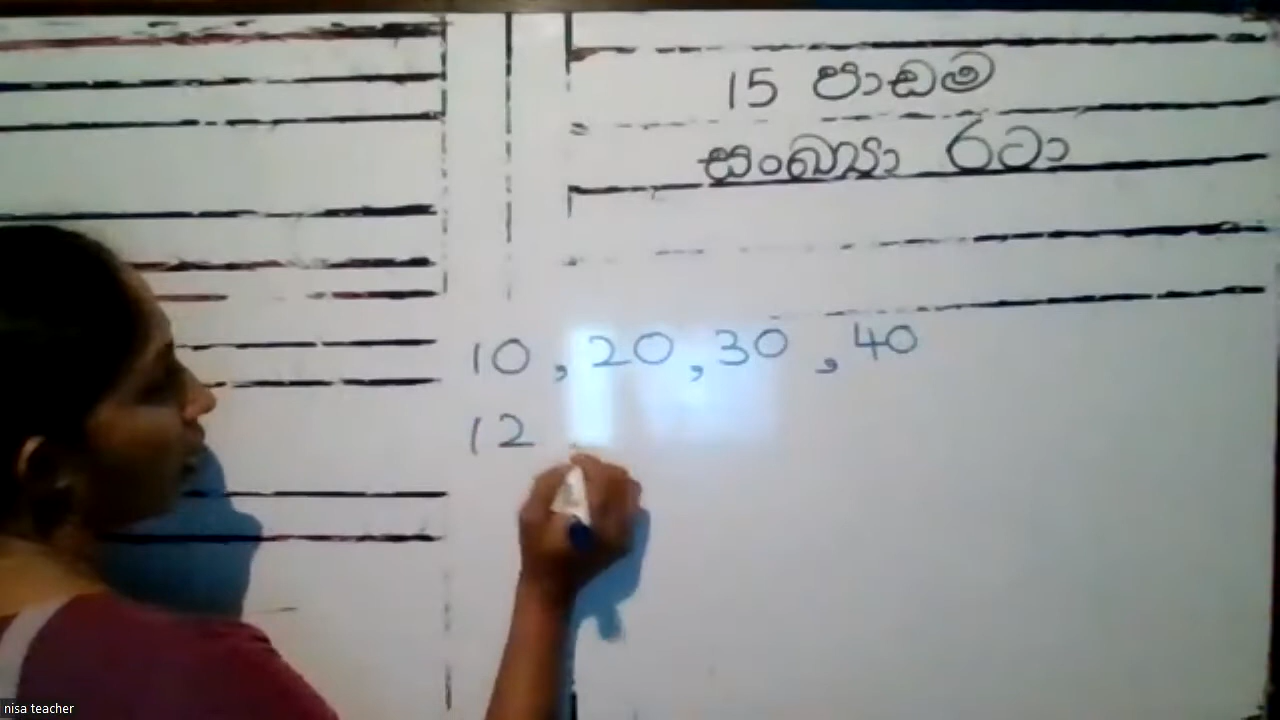 15 පාඩම
සංඛ්‍යා රටා
10 , 20 , 30 , 40
12
nisa teacher